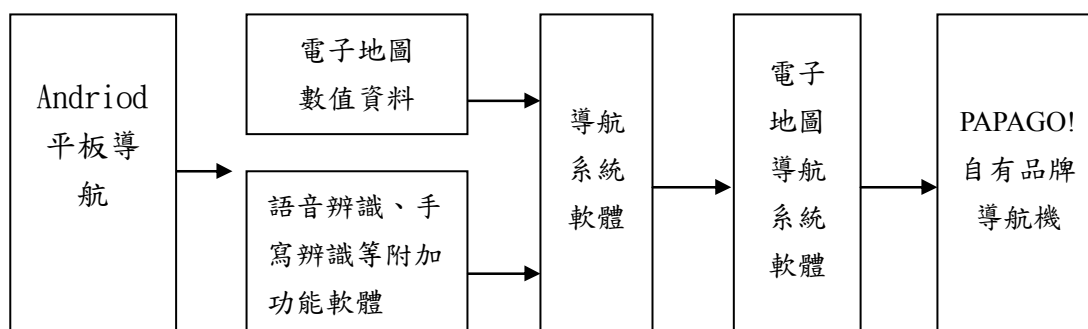 Andriod
平板導
航
電子地圖
數值資料
語音辨識、手
寫辨識等附加
功能軟體
導航
系統
軟體
電子
地圖
導航
系統
軟體
PAPAGO!
自有品牌
導航機